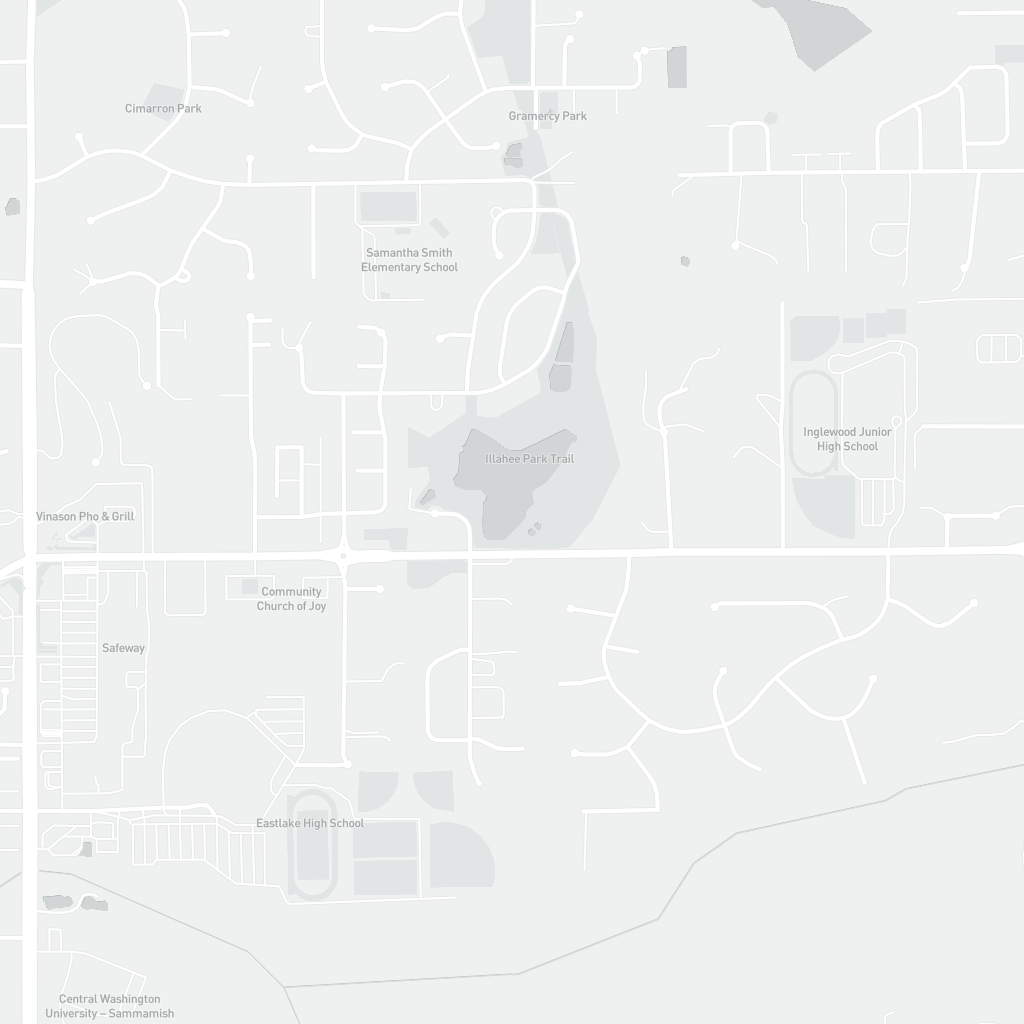 Cimarron Park
Gramercy Park
Samantha Smith
Elementary School
Inglewood Junior
High School
Illahee Park Trail
Vinason Pho & Grill
Community
Church of Joy
Safeway
Eastlake High School
Central Washington
University – Sammamish